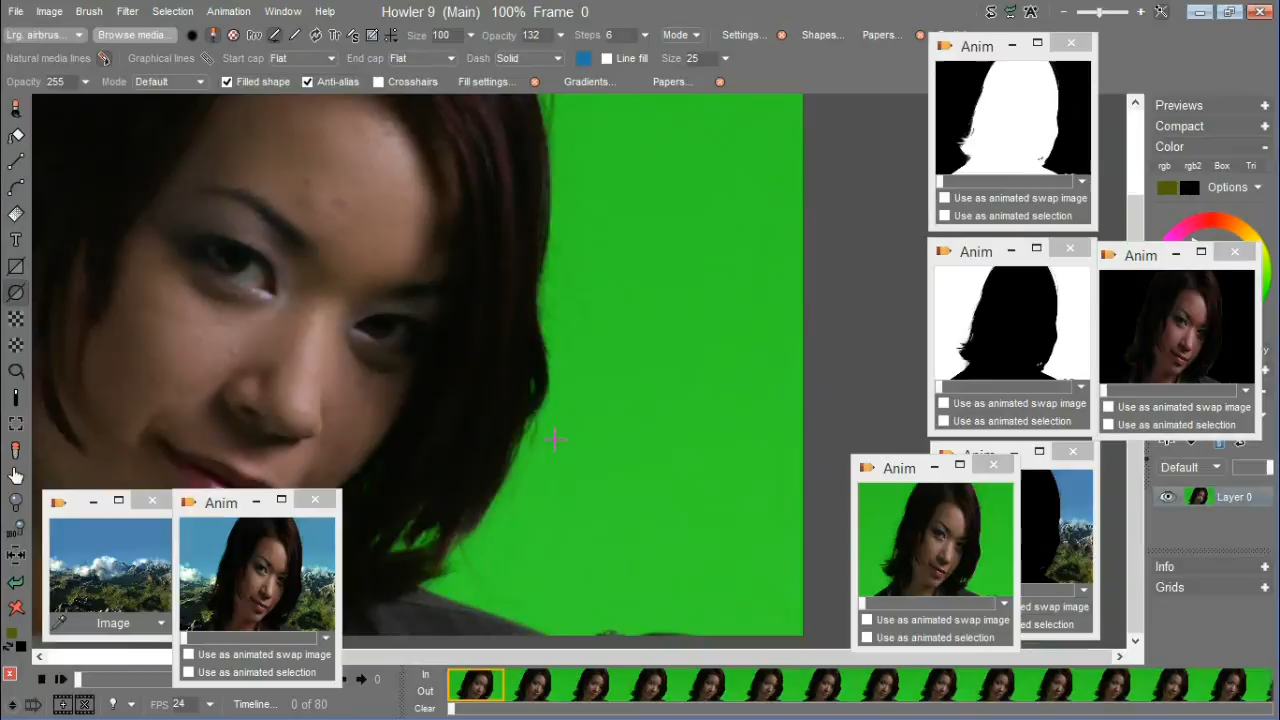 File Image Brush Filter Selection Animation Window Help Howler 9 (Main) 100% Frame 0
Lrg. airbrus... Browse media... Size 100 Opacity 132 Steps 6 Mode Settings... Shapes... Papers...
Natural media lines Graphical lines Start cap Flat End cap Flat Dash Solid Line fill Size 25
Opacity 255 Mode Default Filled shape Anti-alias Crosshairs Fill settings... Gradients... Papers...
Anim
Use as animated swap image
Use as animated selection
Anim
Use as animated swap image
Use as animated selection
Anim
Use as animated swap image
Use as animated selection
Anim
Use as animated swap image
Use as animated selection
ed swap image
ed selection
Image
Anim
Use as animated swap image
Use as animated selection
Previews
Compact
Color
rgb rgb2 Box Tri
Options
Default
Layer 0
Info
Grids
0
In
Out
Clear
FPS 24 Timeline... 0 of 80